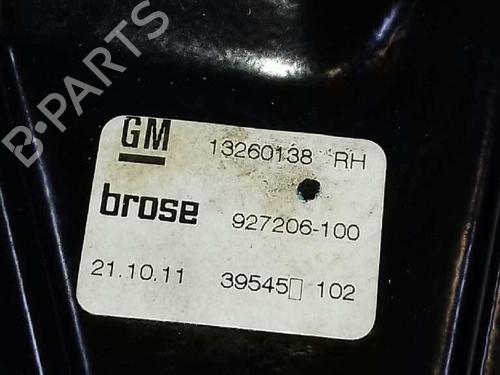 GM 13260138 RH
brose 927206-100
21.10.11 39545▯ 102
B-PARTS